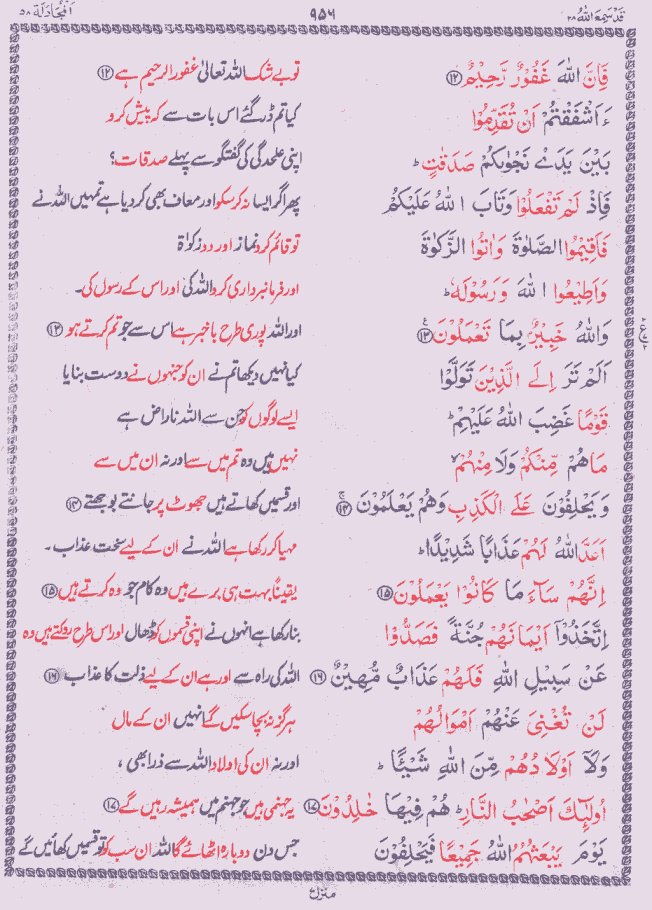 قَدْ سَمِعَ اللّٰهُ ۲۸ ۹۵۶ اَلْمُجَادَلَة ۵۸
فَاِنَّ اللّٰهَ غَفُوْرٌ رَّحِيْمٌ ۝۱۲ توبے شک اللہ تعالیٰ غفور الرحیم ہے ۝۱۲
ءَاَشْفَقْتُمْ اَنْ تُقَدِّمُوْا کیا تم ڈر گئے اس بات سے کہ پیش کرو
بَيْنَ يَدَيْ نَجْوٰىكُمْ صَدَقٰتٍ ؕ اپنی علحدگی کی گفتگو سے پہلے صدقات؟
فَاِذْ لَمْ تَفْعَلُوْا وَتَابَ اللّٰهُ عَلَيْكُمْ پھر اگر ایسا نہ کر سکو اور معاف بھی کر دیا ہے تمہیں اللہ نے
فَاَقِيْمُوا الصَّلٰوةَ وَاٰتُوا الزَّكٰوةَ تو قائم کرو نماز اور دو زکوٰۃ
وَاَطِيْعُوا اللّٰهَ وَرَسُوْلَهٗ ؕ اور فرمانبرداری کرو اللہ کی اور اس کے رسول کی۔
وَاللّٰهُ خَبِيْرٌۢ بِمَا تَعْمَلُوْنَ ۝۱۳ اور اللہ پوری طرح باخبر ہے اس سے جو تم کرتے ہو ۝۱۳
اَلَمْ تَرَ اِلَى الَّذِيْنَ تَوَلَّوْا کیا نہیں دیکھا تم نے ان کو جنہوں نے دوست بنایا
قَوْمًا غَضِبَ اللّٰهُ عَلَيْهِمْ ؕ ایسے لوگوں کو جن سے اللہ ناراض ہے
مَا هُمْ مِّنْكُمْ وَلَا مِنْهُمْ ۙ نہیں ہیں وہ تم میں سے اور نہ ان میں سے
وَيَحْلِفُوْنَ عَلَى الْكَذِبِ وَهُمْ يَعْلَمُوْنَ ۝۱۴ اور قسمیں کھاتے ہیں جھوٹ پر جانتے بوجھتے ۝۱۴
اَعَدَّ اللّٰهُ لَهُمْ عَذَابًا شَدِيْدًا ؕ مہیا کر رکھا ہے اللہ نے ان کے لیے سخت عذاب۔
اِنَّهُمْ سَآءَ مَا كَانُوْا يَعْمَلُوْنَ ۝۱۵ یقیناً بہت ہی برے ہیں وہ کام جو وہ کرتے ہیں ۝۱۵
اِتَّخَذُوْۤا اَيْمَانَهُمْ جُنَّةً فَصَدُّوْا بنا رکھا ہے انہوں نے اپنی قسموں کو ڈھال اور اس طرح روکتے ہیں وہ
عَنْ سَبِيْلِ اللّٰهِ فَلَهُمْ عَذَابٌ مُّهِيْنٌ ۝۱۶ اللہ کی راہ سے اور ہے ان کے لیے ذلت کا عذاب ۝۱۶
لَنْ تُغْنِيَ عَنْهُمْ اَمْوَالُهُمْ ہرگز نہ بچا سکیں گے انہیں ان کے مال
وَلَاۤ اَوْلَادُهُمْ مِّنَ اللّٰهِ شَيْـًٔا ؕ اور نہ ان کی اولاد اللہ سے ذرا بھی،
اُولٰٓئِكَ اَصْحٰبُ النَّارِ ؕ هُمْ فِيْهَا خٰلِدُوْنَ ۝۱۷ یہ جہنمی ہیں جو جہنم میں ہمیشہ رہیں گے ۝۱۷
يَوْمَ يَبْعَثُهُمُ اللّٰهُ جَمِيْعًا فَيَحْلِفُوْنَ جس دن دوبارہ اٹھائے گا اللہ ان سب کو تو قسمیں کھائیں گے